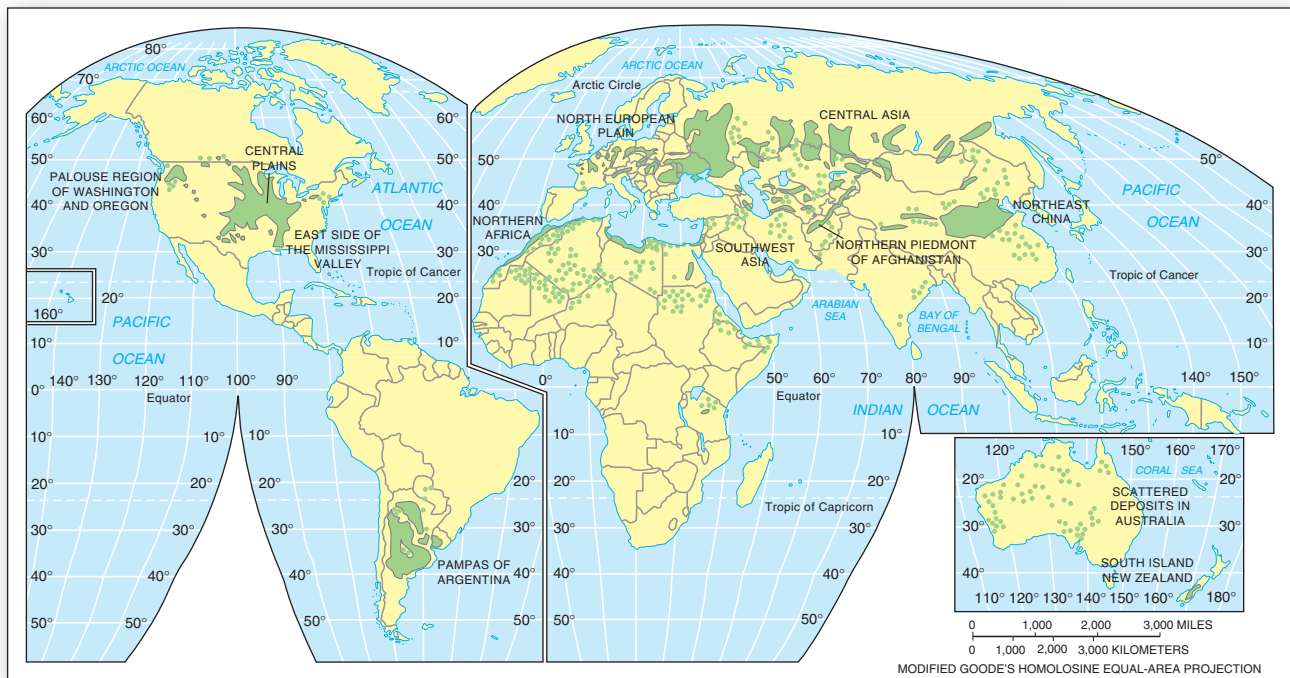 80°
ARCTIC OCEAN
70°
60°
50°
40°
30°
20°
160°
10°
0°
PALOUSE REGION
OF WASHINGTON
AND OREGON
CENTRAL
PLAINS
EAST SIDE OF
THE MISSISSIPPI
VALLEY
60°
50°
40°
30°
20°
10°
ATLANTIC
OCEAN
Tropic of Cancer
PACIFIC
OCEAN
140° 130° 120° 110° 100° 90°
Equator
10°
20°
30°
40°
50°
10°
20°
30°
40°
50°
10°
20°
30°
40°
50°
10°
20°
30°
40°
50°
PAMPAS OF
ARGENTINA
ARCTIC OCEAN
Arctic Circle
NORTH EUROPEAN
PLAIN
CENTRAL ASIA
50°
40°
NORTHERN
AFRICA
30°
SOUTHWEST
ASIA
NORTHERN PIEDMONT
OF AFGHANISTAN
NORTHEAST
CHINA
50°
PACIFIC
OCEAN
40°
30°
Tropic of Cancer
20°
10°
ARABIAN
SEA
BAY OF
BENGAL
0°
50° 60° 70° 80° 90°
140° 150°
Equator
INDIAN OCEAN
10°
20°
Tropic of Capricorn
30°
40°
50°
120°
150° 160° 170°
CORAL SEA
20°
20°
SCATTERED
DEPOSITS IN
AUSTRALIA
30°
30°
SOUTH ISLAND
NEW ZEALAND
40°
110° 130° 140° 150° 160° 180°
0 1,000 2,000 3,000 MILES
0 1,000 2,000 3,000 KILOMETERS
MODIFIED GOODE'S HOMOLOSINE EQUAL-AREA PROJECTION